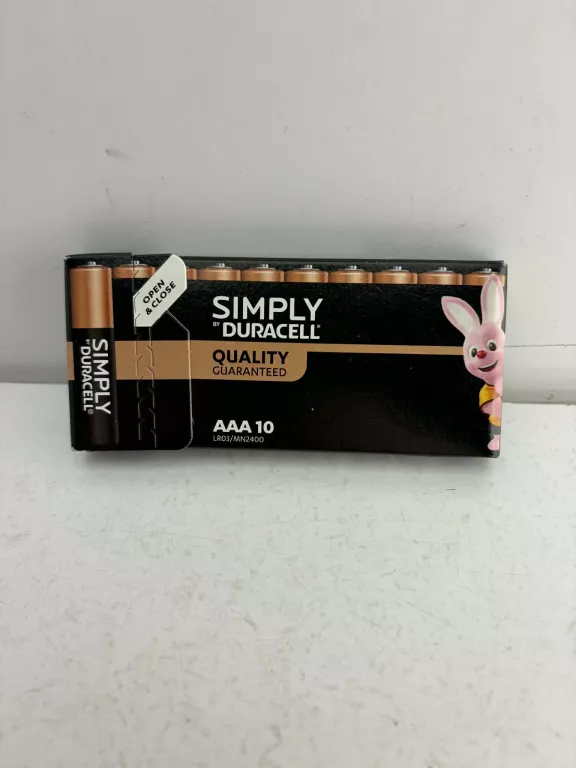 OPEN
& CLOSE
SIMPLY
BY DURACELL®
SIMPLY
BY DURACELL®
QUALITY
GUARANTEED
AAA 10
LR03/MN2400